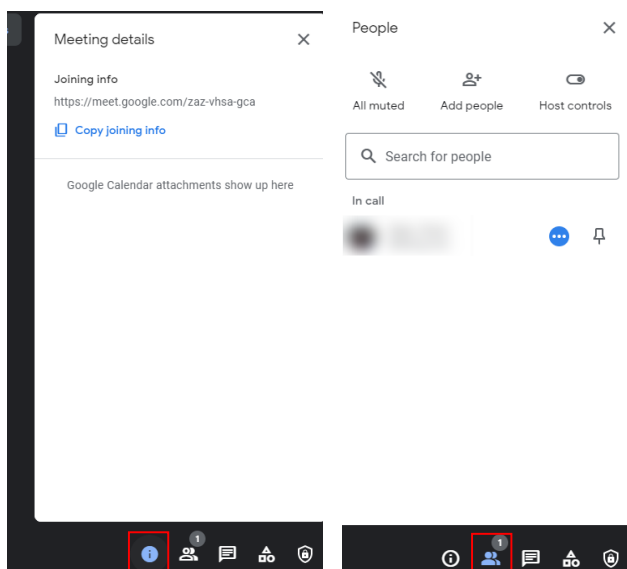 Meeting details
Joining info
https://meet.google.com/zaz-vhsa-gca
Copy joining info
Google Calendar attachments show up here
1
People
All muted Add people Host controls
Search for people
In call
1